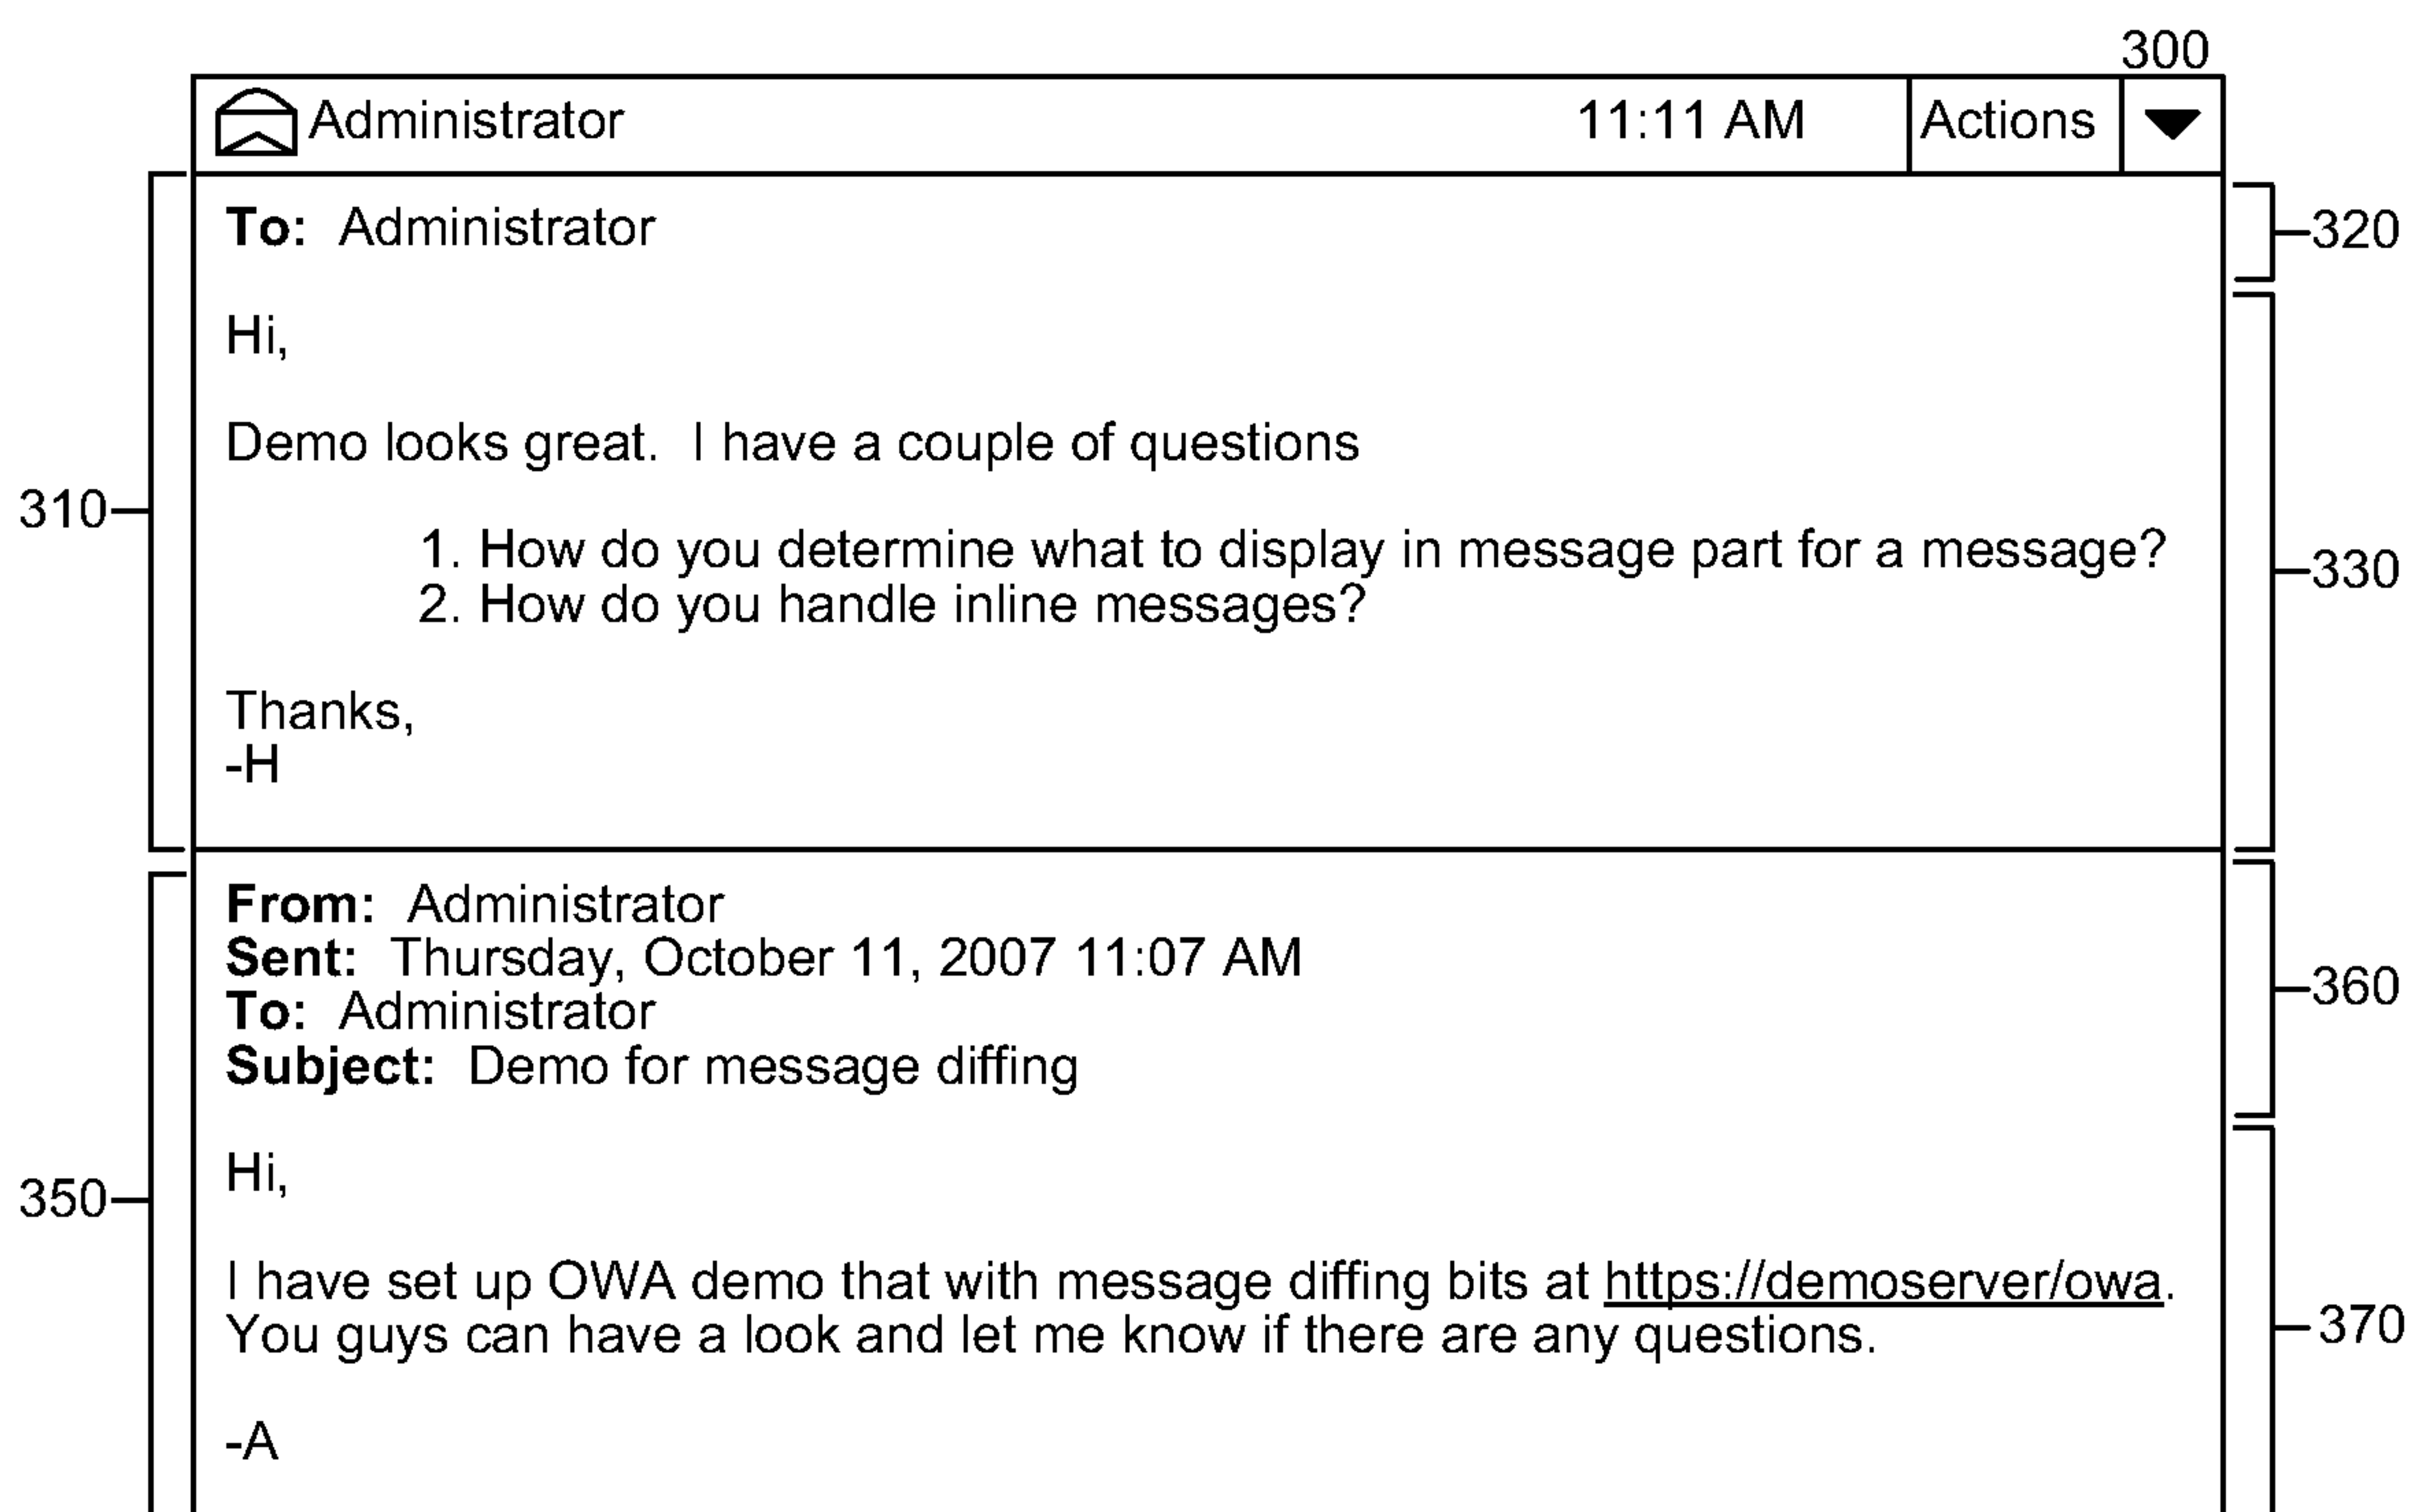 300
Administrator 11:11 AM Actions
To: Administrator
320
Hi,
Demo looks great. I have a couple of questions
310
1. How do you determine what to display in message part for a message?
330
2. How do you handle inline messages?
Thanks,
-H
From: Administrator
Sent: Thursday, October 11, 2007 11:07 AM
360
To: Administrator
Subject: Demo for message diffing
Hi,
350
I have set up OWA demo that with message diffing bits at https://demoserver/owa.
You guys can have a look and let me know if there are any questions.
370
-A